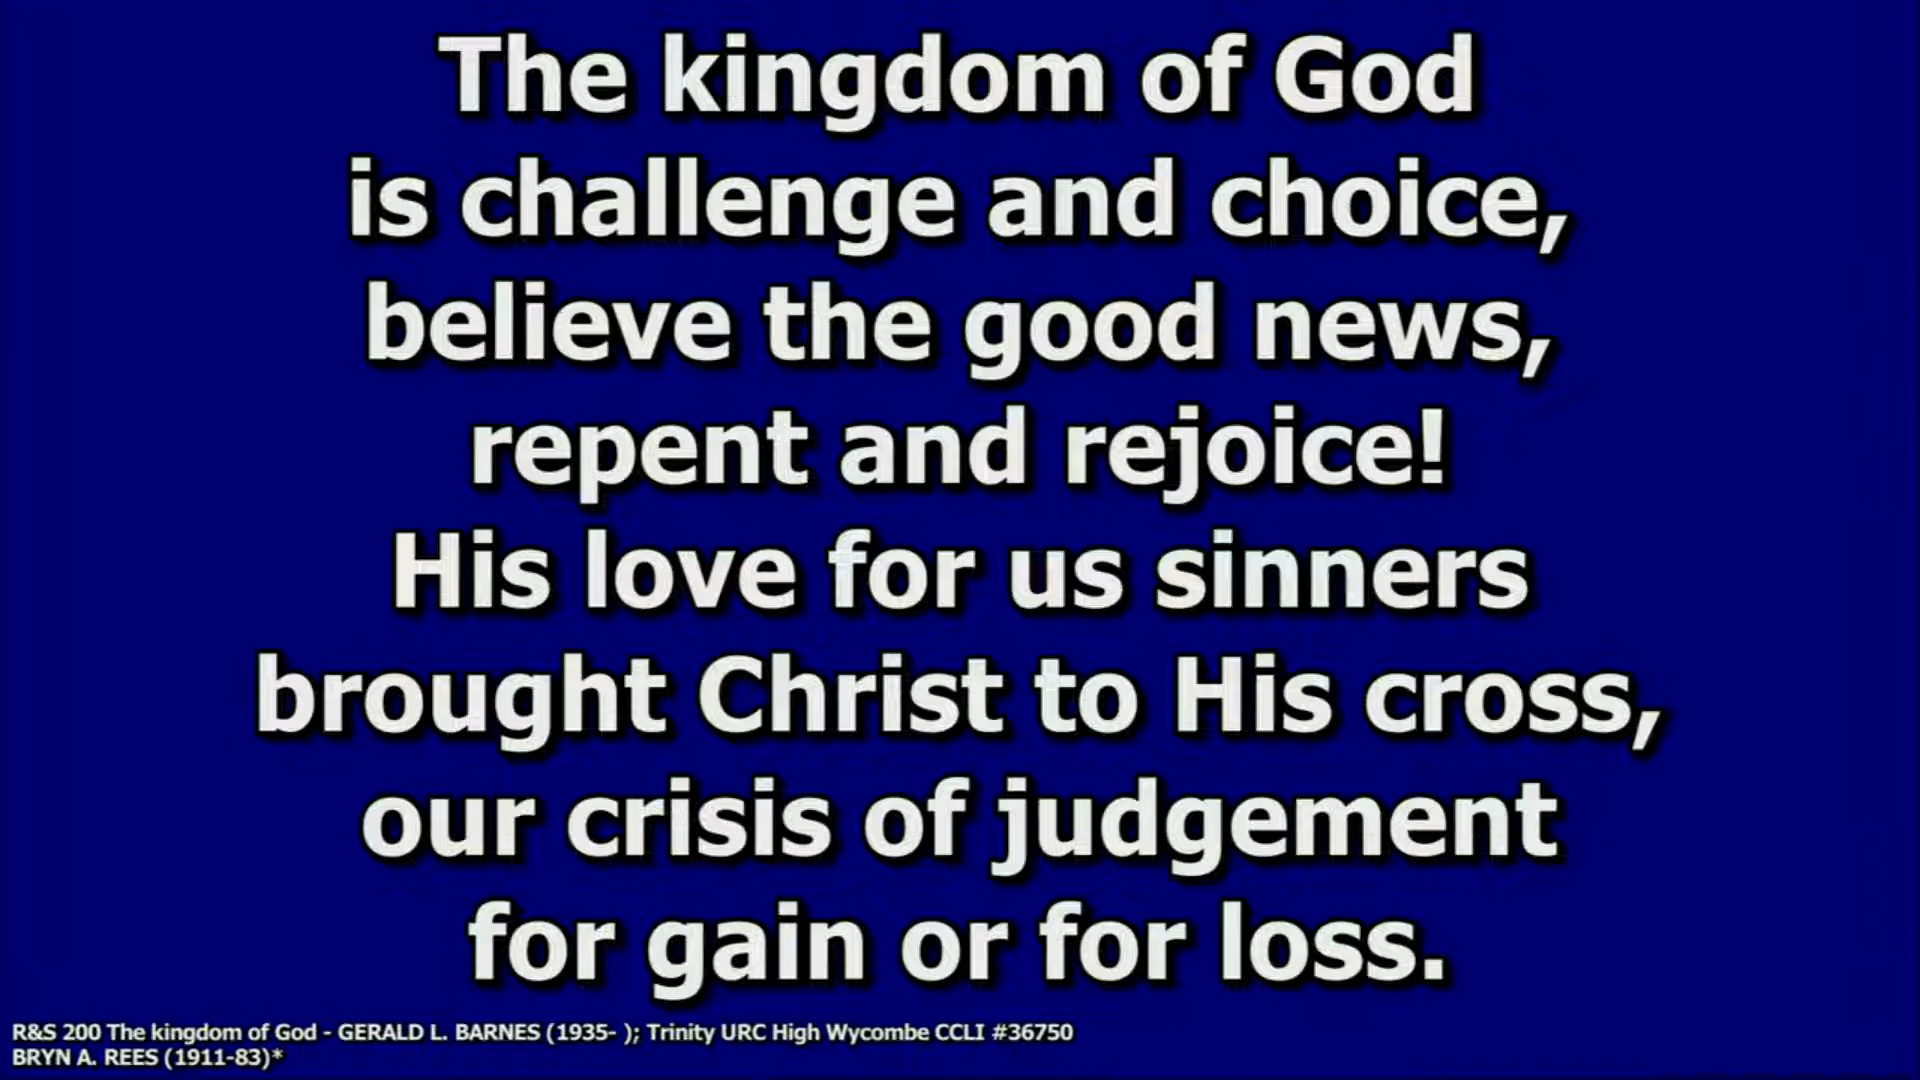 The kingdom of God
is challenge and choice,
believe the good news,
repent and rejoice!
His love for us sinners
brought Christ to His cross,
our crisis of judgement
for gain or for loss.
R&S 200 The kingdom of God - GERALD L. BARNES (1935- ); Trinity URC High Wycombe CCLI #36750
BRYN A. REES (1911-83)*